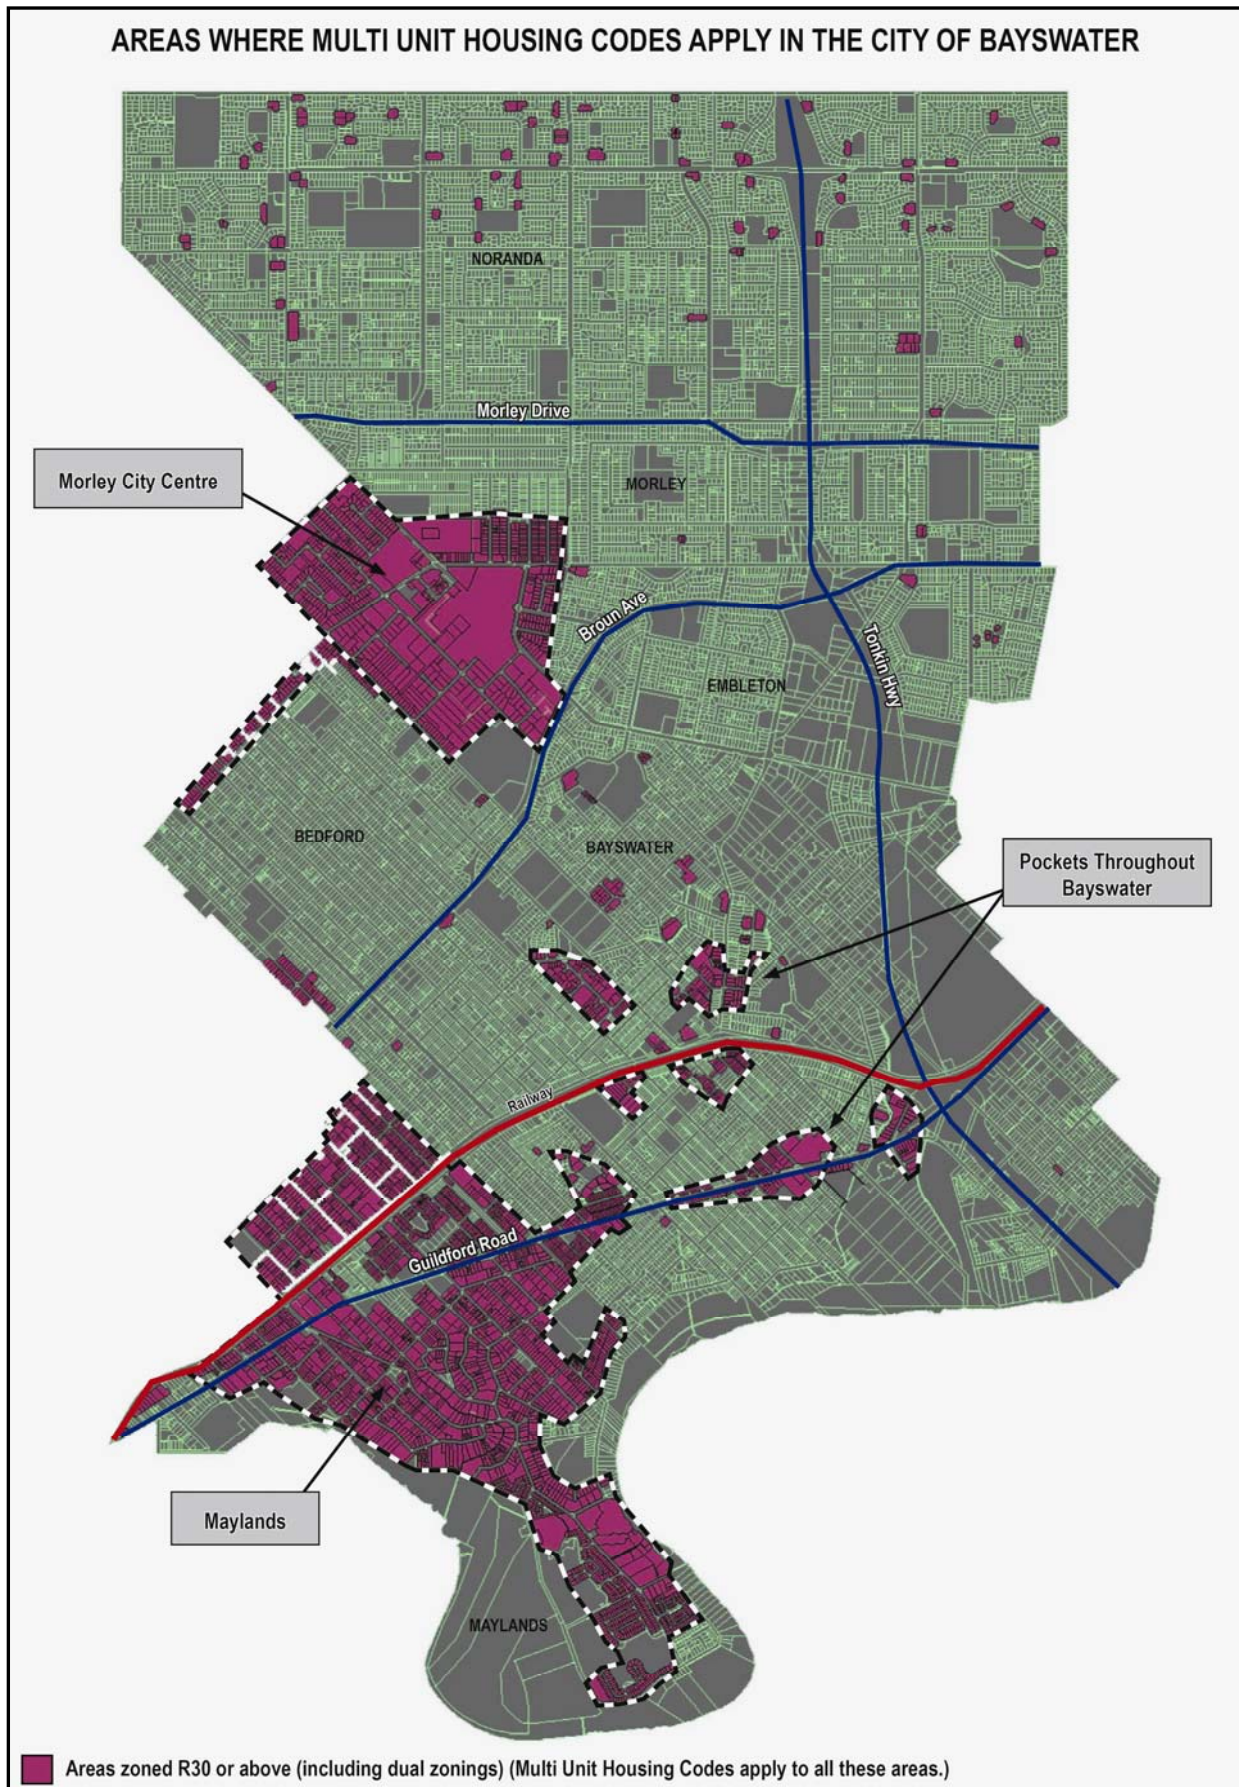 AREAS WHERE MULTI UNIT HOUSING CODES APPLY IN THE CITY OF BAYSWATER
NORANDA
Morley Drive
Morley City Centre
MORLEY
Broun Ave
Tonkin Hwy
EMBLETON
BEDFORD
BAYSWATER
Pockets Throughout
Bayswater
Railway
Guildford Road
Maylands
MAYLANDS
Areas zoned R30 or above (including dual zonings) (Multi Unit Housing Codes apply to all these areas.)